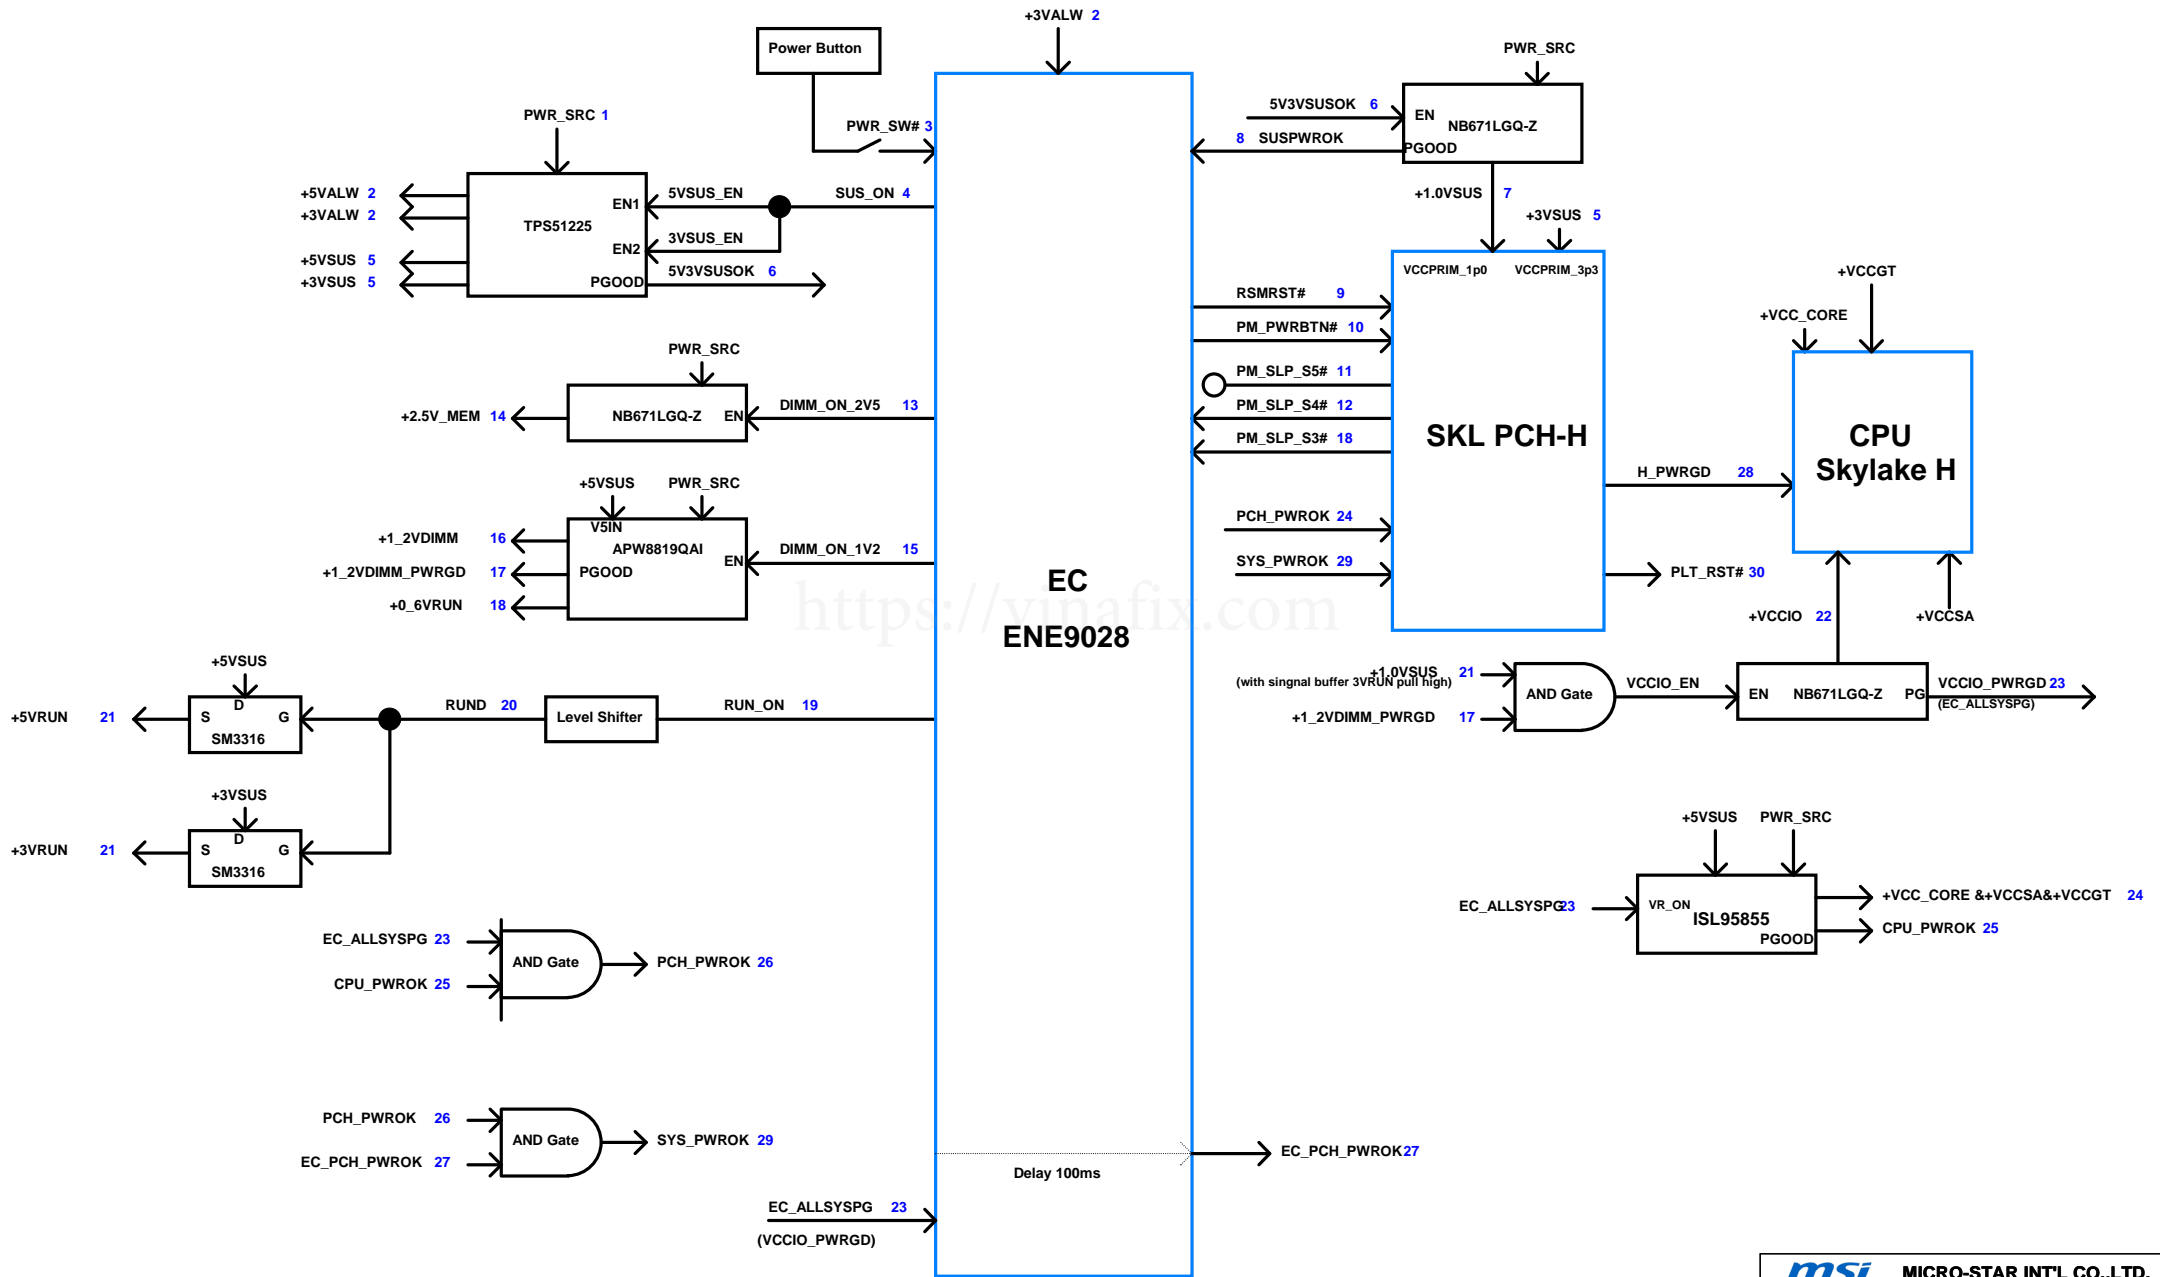 +3VALW 2
Power Button
PWR_SW# 3
PWR_SRC 1
+5VALW 2
+3VALW 2
+5VSUS 5
+3VSUS 5
TPS51225
EN1
EN2
PGOOD
5VSUS_EN
SUS_ON 4
3VSUS_EN
5V3VSUSOK 6
PWR_SRC
+2.5V_MEM 14
NB671LGQ-Z
EN
DIMM_ON_2V5 13
+5VSUS
PWR_SRC
V5IN
APW8819QAI
PGOOD
EN
+1_2VDIMM 16
+1_2VDIMM_PWRGD 17
+0_6VRUN 18
DIMM_ON_1V2 15
+5VSUS
+5VRUN 21
S
D
G
SM3316
RUND 20
Level Shifter
RUN_ON 19
+3VSUS
+3VRUN 21
S
D
G
SM3316
EC_ALLSYSPG 23
CPU_PWROK 25
AND Gate
PCH_PWROK 26
PCH_PWROK 26
EC_PCH_PWROK 27
AND Gate
SYS_PWROK 29
EC
ENE9028
https://vinafix.com
Delay 100ms
EC_PCH_PWROK27
EC_ALLSYSPG 23
(VCCIO_PWRGD)
PWR_SRC
5V3VSUSOK 6
EN
NB671LGQ-Z
PGOOD
8 SUSPWROK
+1.0VSUS 7
+3VSUS 5
VCCPRIM_1p0
VCCPRIM_3p3
RSMRST# 9
PM_PWRBTN# 10
PM_SLP_S5# 11
PM_SLP_S4# 12
PM_SLP_S3# 18
PCH_PWROK 24
SYS_PWROK 29
SKL PCH-H
H_PWRGD 28
PLT_RST# 30
+VCCGT
+VCC_CORE
CPU
Skylake H
+VCCIO 22
+VCCSA
+1.0VSUS 21
(with singnal buffer 3VRUN pull high)
+1_2VDIMM_PWRGD 17
AND Gate
VCCIO_EN
EN
NB671LGQ-Z
PG
VCCIO_PWRGD 23
(EC_ALLSYSPG)
+5VSUS
PWR_SRC
EC_ALLSYSPG23
VR_ON
ISL95855
PGOOD
+VCC_CORE &+VCCSA&+VCCGT 24
CPU_PWROK 25
msi
MICRO-STAR INT'L CO.,LTD.